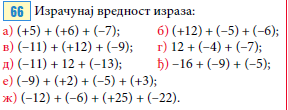 66 Израчунај вредност израза:
а) (+5) + (+6) + (−7); б) (+12) + (−5) + (−6);
в) (−11) + (+12) + (−9); г) 12 + (−4) + (−7);
д) (−11) + 12 + (−13); ђ) −16 + (−9) + (−5);
е) (−9) + (+2) + (−5) + (+3);
ж) (−12) + (−6) + (+25) + (−22).